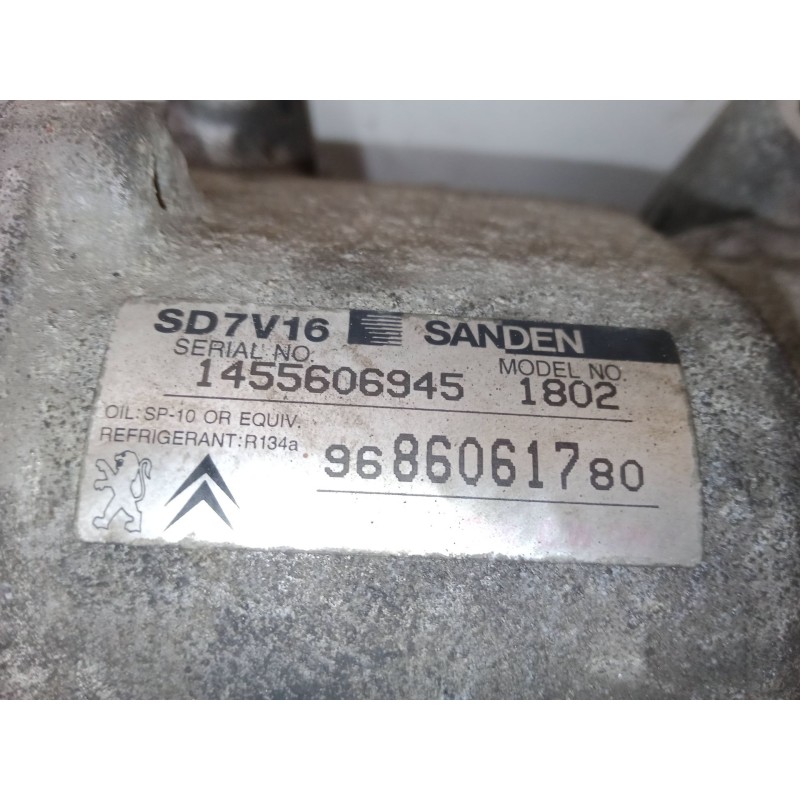 SD7V16 SANDEN
SERIAL NO. MODEL NO.
1455606945 1802
OIL:SP-10 OR EQUIV.
REFRIGERANT:R134a
9686061780